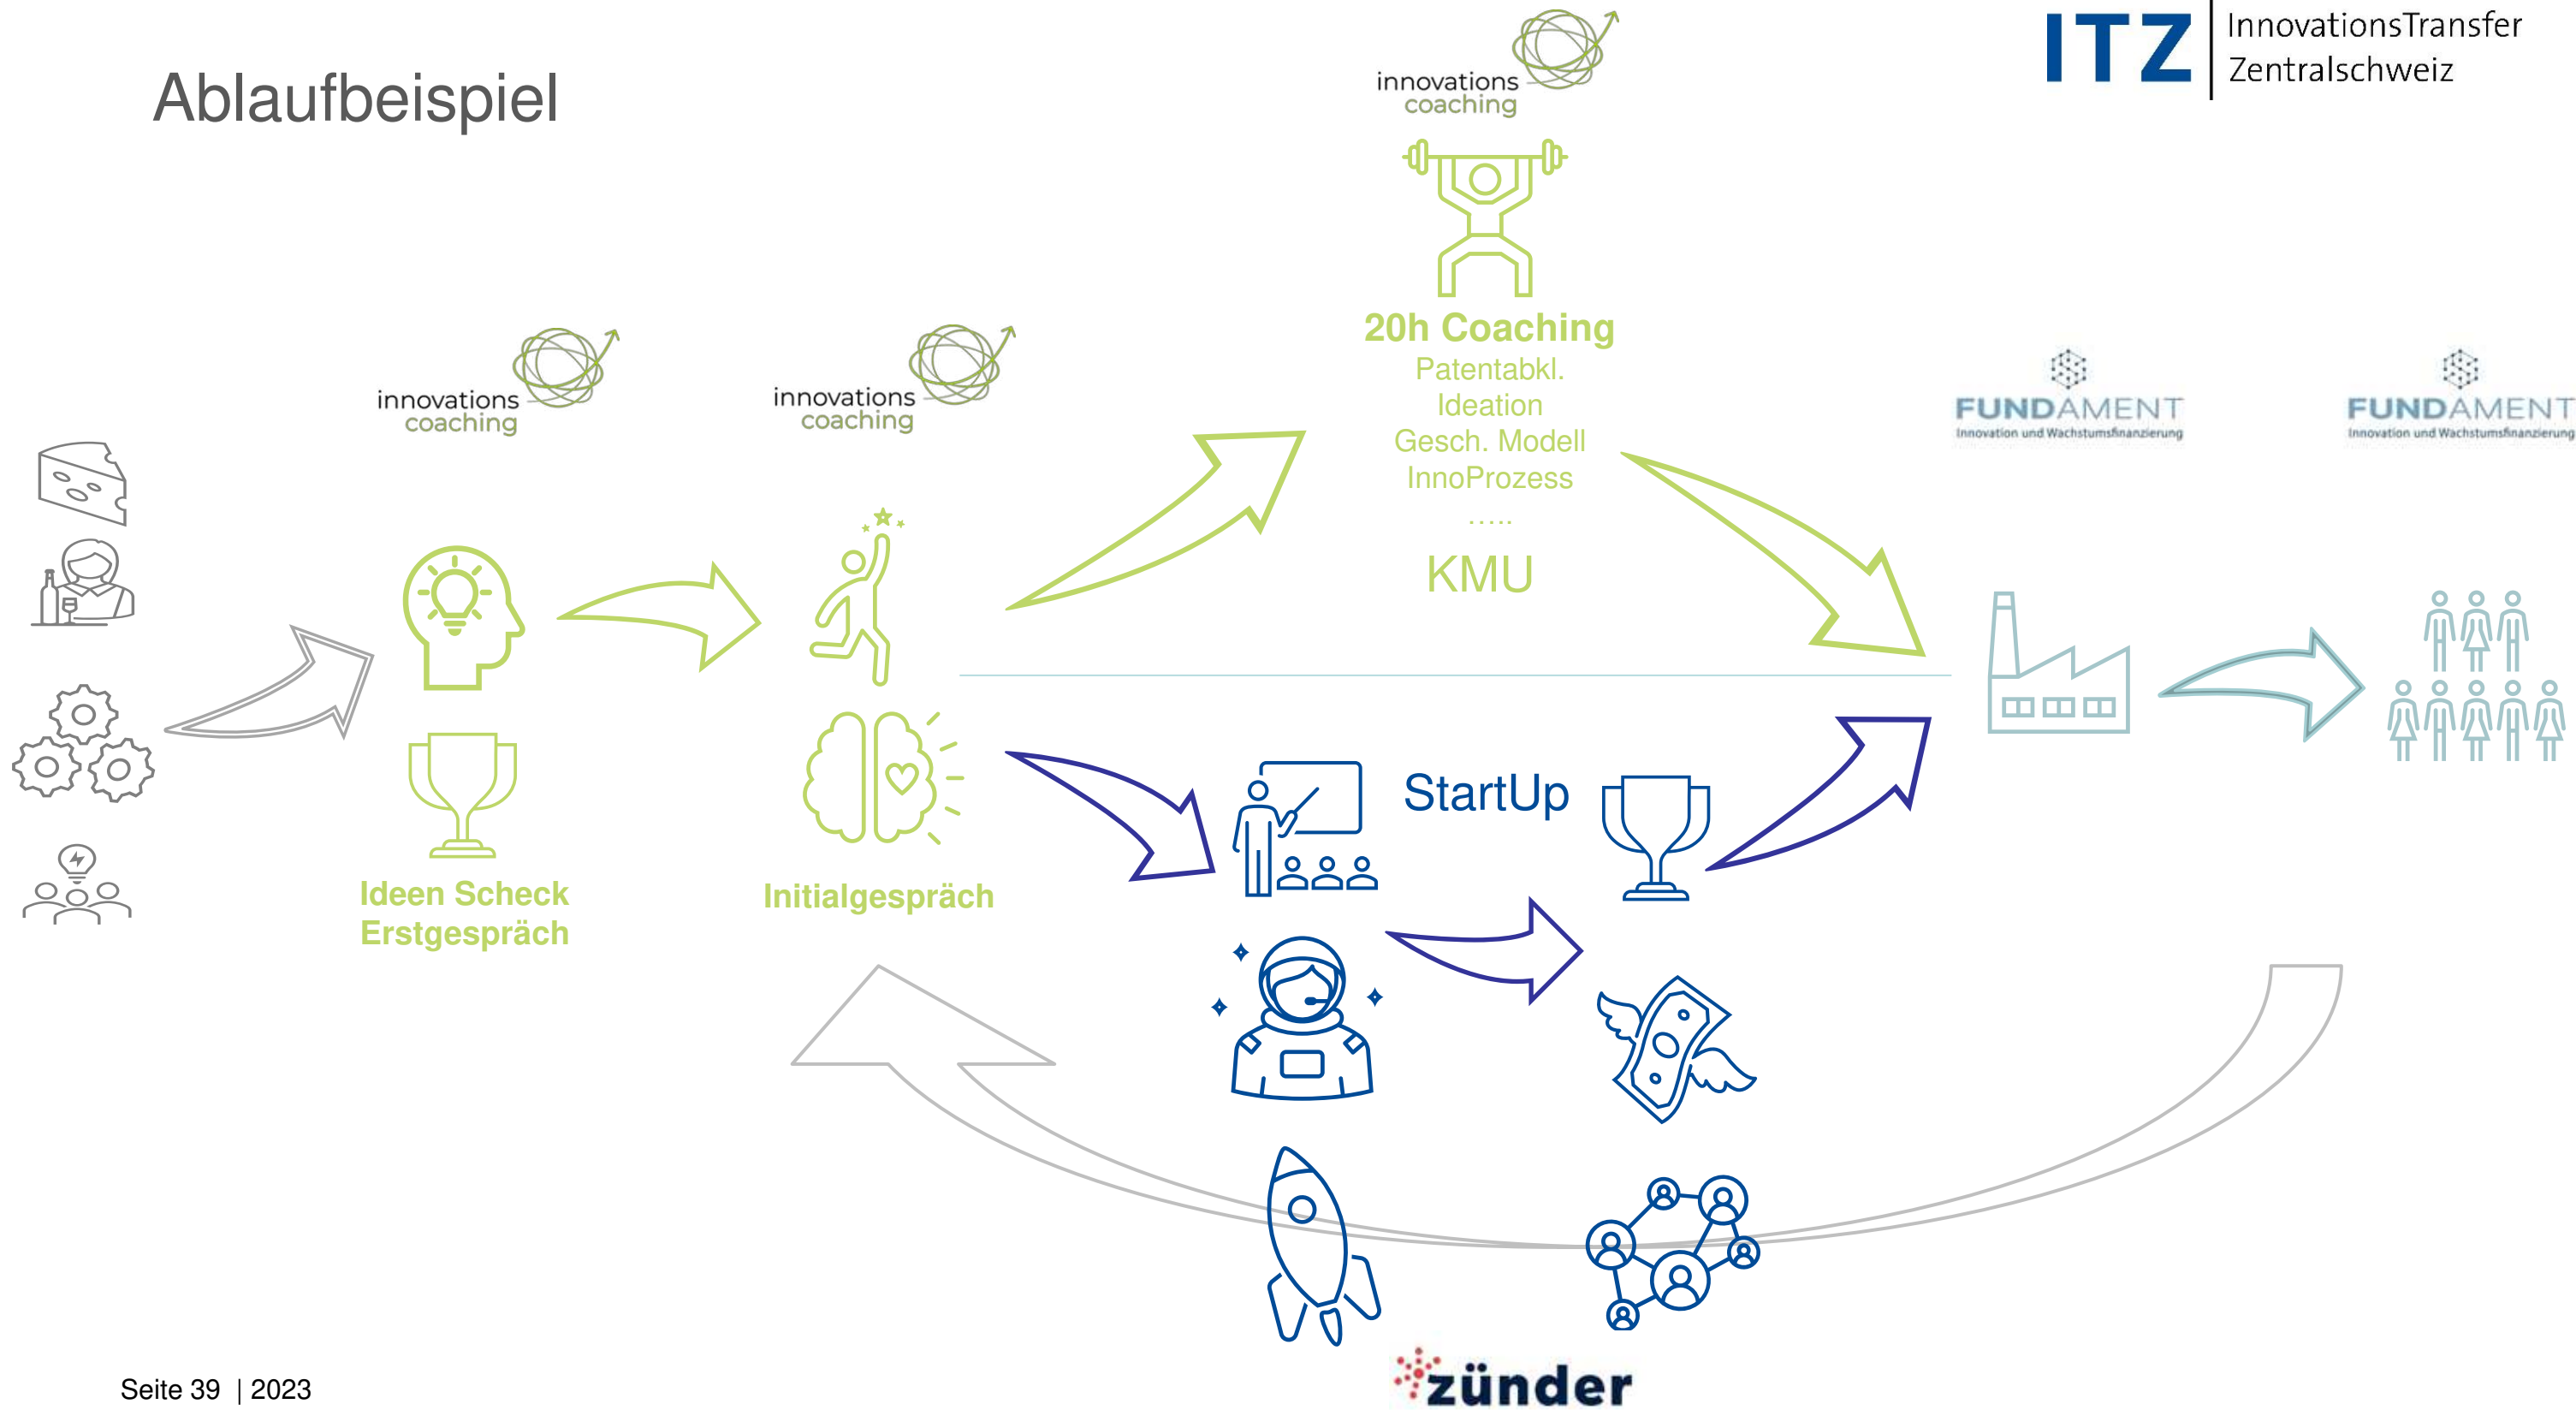 Ablaufbeispiel
innovations
coaching
ITZ
InnovationsTransfer
Zentralschweiz
20h Coaching
Patentabkl.
Ideation
Gesch. Modell
InnoProzess
.....
KMU
innovations
coaching
innovations
coaching
FUNDAMENT
Innovation und Wachstumsfinanzierung
FUNDAMENT
Innovation und Wachstumsfinanzierung
Ideen Scheck
Erstgespräch
Initialgespräch
StartUp
zünder
Seite 39 | 2023